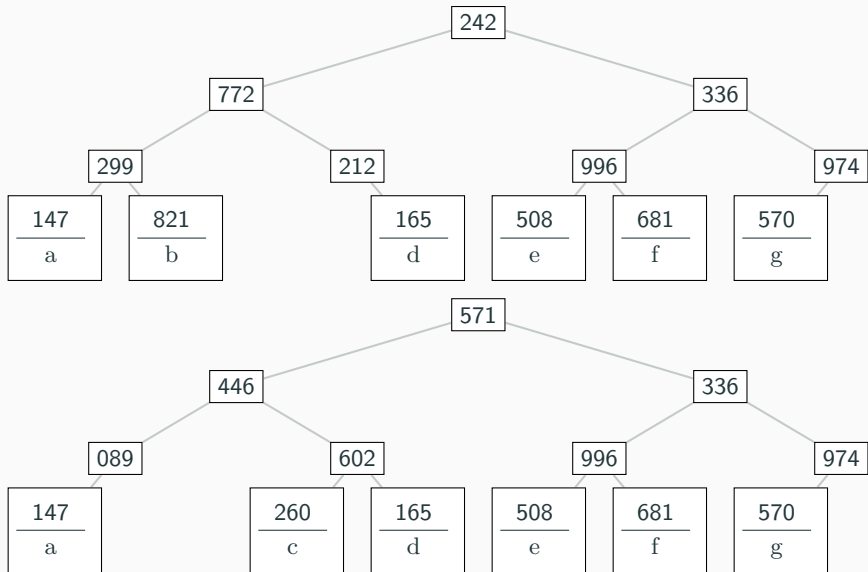 242
772 336
299 212 996 974
147 821 165 508 681 570
a b d e f g
571
446 336
089 602 996 974
147 260 165 508 681 570
a c d e f g